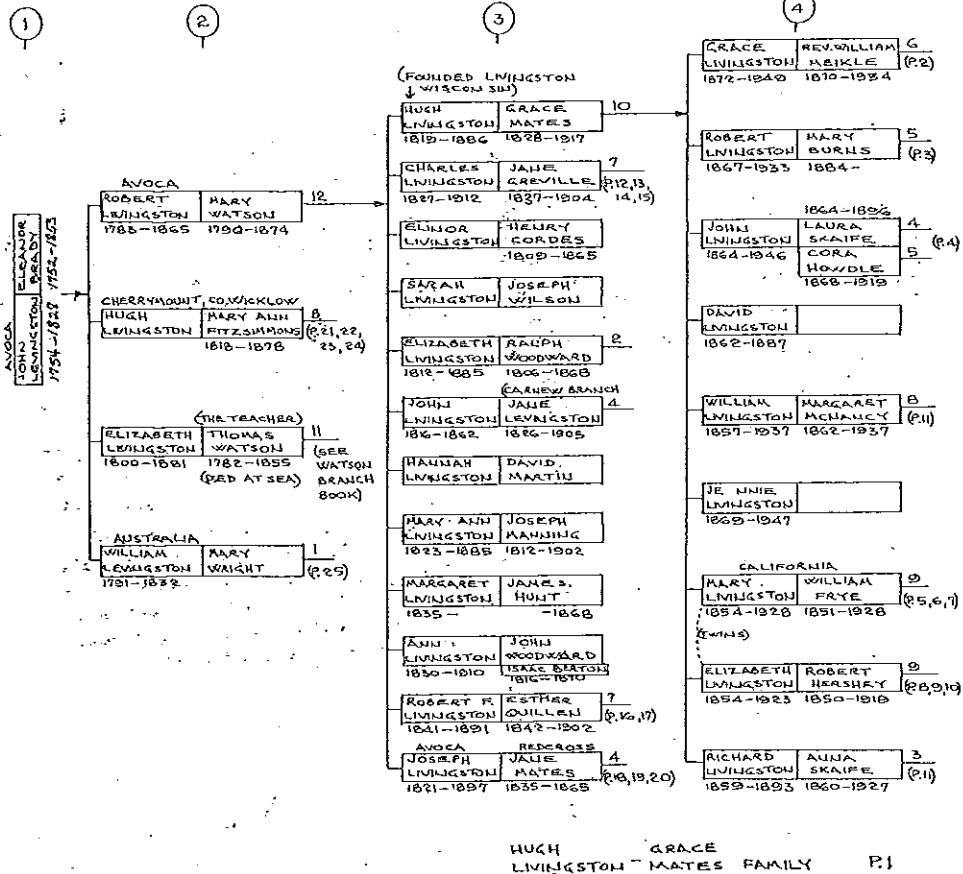 1
2
3
4
AVOCA
JOHN LEVINGSTON 1754-1828
ELEANOR BRADY 1752-1853
AVOCA
ROBERT LEVINGSTON 1788-1865
MARY WATSON 1790-1874
12
CHERRYMOUNT, CO. WICKLOW
HUGH LEVINGSTON
MARY ANN FITZSIMMONS 1818-1878
8
(P.21, 22, 23, 24)
(THE TEACHER)
ELIZABETH LEVINGSTON 1800-1881
THOMAS WATSON 1782-1855
(DIED AT SEA)
11
(SEE WATSON BRANCH BOOK)
AUSTRALIA
WILLIAM LEVINGSTON 1791-1832
MARY WRIGHT
1
(P.25)
(FOUNDED LIVINGSTON WISCONSIN)
HUGH LIVINGSTON 1819-1886
GRACE MATES 1828-1917
10
CHARLES LIVINGSTON 1827-1912
JANE GREVILLE 1837-1904
7
(P.12, 13, 14, 15)
ELINOR LIVINGSTON
HENRY CORDES 1809-1865
SARAH LIVINGSTON
JOSEPH WILSON
ELIZABETH LIVINGSTON 1812-1885
RALPH WOODWARD 1806-1868
2
(CARNEW BRANCH
JOHN LIVINGSTON 1816-1862
JANE LEVINGSTON 1826-1905
4
HANNAH LIVINGSTON
DAVID MARTIN
MARY ANN LIVINGSTON 1823-1885
JOSEPH MANNING 1812-1902
MARGARET LIVINGSTON 1835-
JAMES HUNT -1868
ANN LIVINGSTON 1830-1910
JOHN WOODWARD
ISAAC 1816-1870
ROBERT F. LIVINGSTON 1841-1891
ESTHER QUILLEN 1842-1902
7
(P.16, 17)
AVOCA
REDCROSS
JOSEPH LIVINGSTON 1821-1897
JANE MATES 1835-1865
4
(P.18, 19, 20)
GRACE LIVINGSTON 1872-1940
REV. WILLIAM MEIKLE 1870-1934
6
(P.2)
ROBERT LIVINGSTON 1867-1933
MARY BURNS 1884-
5
(P.3)
JOHN LIVINGSTON 1864-1946
1864-1896
LAURA SKAIFE
4
(P.4)
CORA HOWDLE 1868-1919
5
DAVID LIVINGSTON 1862-1887
WILLIAM LIVINGSTON 1857-1937
MARGARET MCNANCY 1862-1937
8
(P.11)
JENNIE LIVINGSTON 1869-1947
CALIFORNIA
MARY LIVINGSTON 1854-1928
WILLIAM FRYE 1851-1928
9
(P.5, 6, 7)
(TWINS)
ELIZABETH LIVINGSTON 1854-1923
ROBERT HERSHEY 1850-1918
9
(P.8, 9, 10)
RICHARD LIVINGSTON 1859-1893
ANNA SKAIFE 1860-1927
3
(P.11)
HUGH GRACE
LIVINGSTON - MATES FAMILY P.1